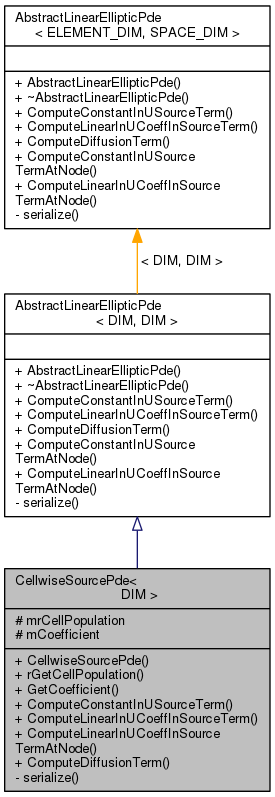 AbstractLinearEllipticPde
< ELEMENT_DIM, SPACE_DIM >
+ AbstractLinearEllipticPde()
+ ~AbstractLinearEllipticPde()
+ ComputeConstantInUSourceTerm()
+ ComputeLinearInUCoeffInSourceTerm()
+ ComputeDiffusionTerm()
+ ComputeConstantInUSource
TermAtNode()
+ ComputeLinearInUCoeffInSource
TermAtNode()
- serialize()
< DIM, DIM >
AbstractLinearEllipticPde
< DIM, DIM >
+ AbstractLinearEllipticPde()
+ ~AbstractLinearEllipticPde()
+ ComputeConstantInUSourceTerm()
+ ComputeLinearInUCoeffInSourceTerm()
+ ComputeDiffusionTerm()
+ ComputeConstantInUSource
TermAtNode()
+ ComputeLinearInUCoeffInSource
TermAtNode()
- serialize()
CellwiseSourcePde<
DIM >
# mrCellPopulation
# mCoefficient
+ CellwiseSourcePde()
+ rGetCellPopulation()
+ GetCoefficient()
+ ComputeConstantInUSourceTerm()
+ ComputeLinearInUCoeffInSourceTerm()
+ ComputeLinearInUCoeffInSource
TermAtNode()
+ ComputeDiffusionTerm()
- serialize()